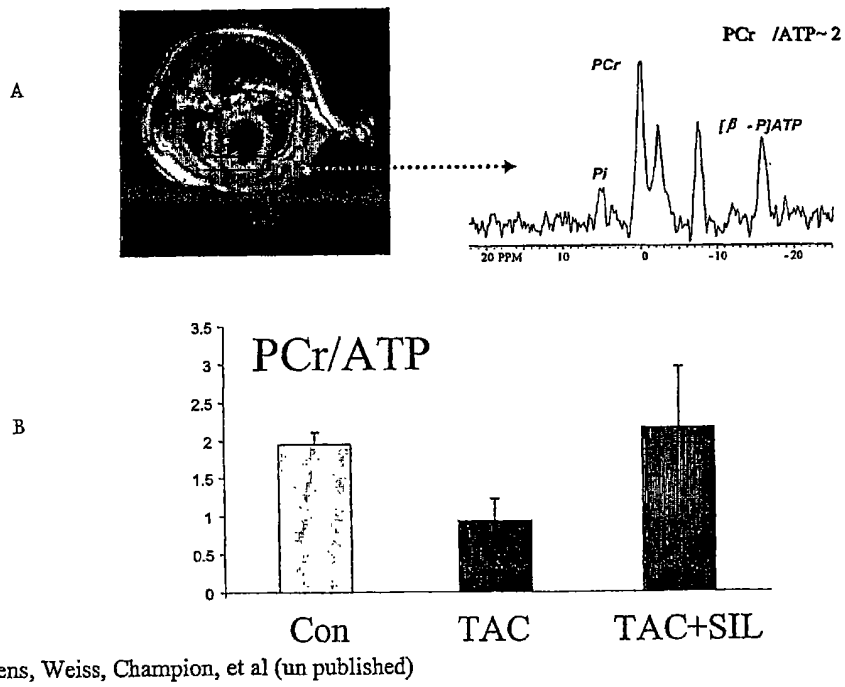 A
PCr /ATP~ 2
PCr
[β -P]ATP
Pi
20 PPM 10 0 -10 -20
B
PCr/ATP
3.5
3
2.5
2
1.5
1
0.5
0
Con TAC TAC+SIL
ens, Weiss, Champion, et al (un published)